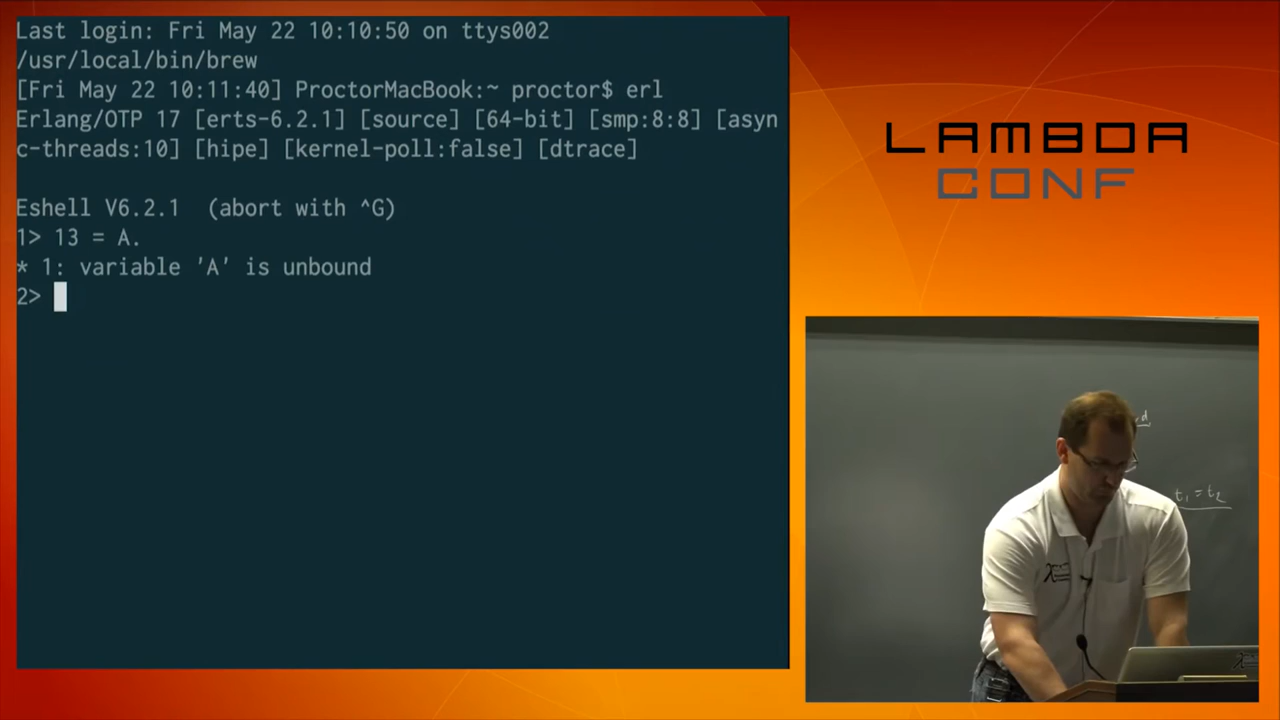 Last login: Fri May 22 10:10:50 on ttys002
/usr/local/bin/brew
[Fri May 22 10:11:40] ProctorMacBook:~ proctor$ erl
Erlang/OTP 17 [erts-6.2.1] [source] [64-bit] [smp:8:8] [asyn
c-threads:10] [hipe] [kernel-poll:false] [dtrace]
Eshell V6.2.1  (abort with ^G)
1> 13 = A.
* 1: variable 'A' is unbound
2>
LAMBDA
CONF
t₁ = t₂